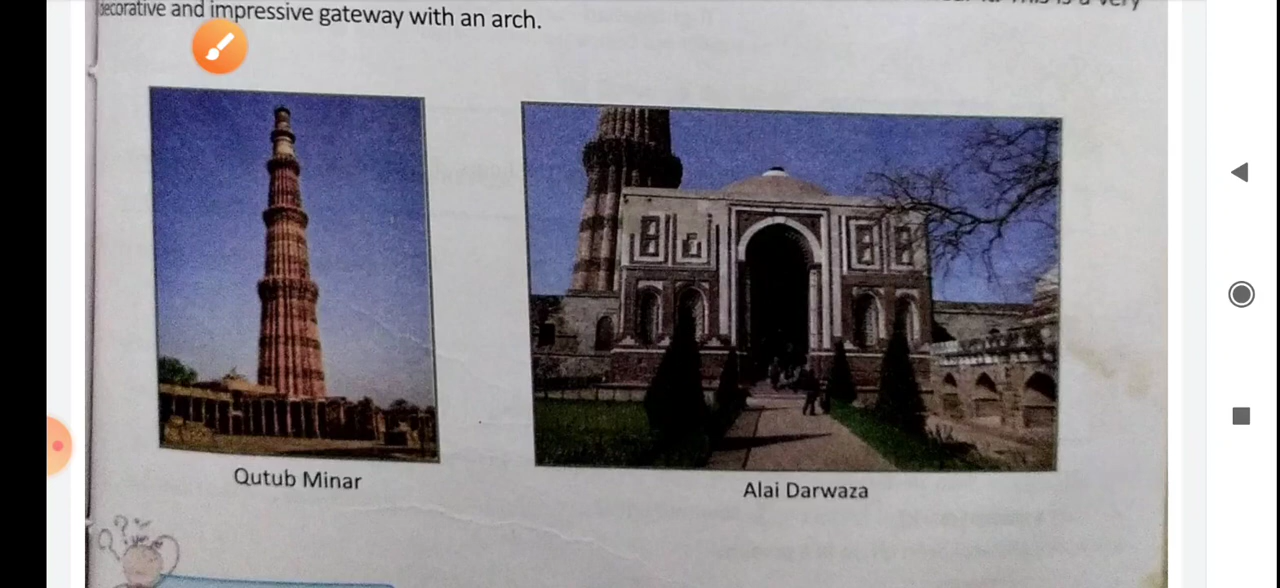 decorative and impressive gateway with an arch.
Qutub Minar
Alai Darwaza